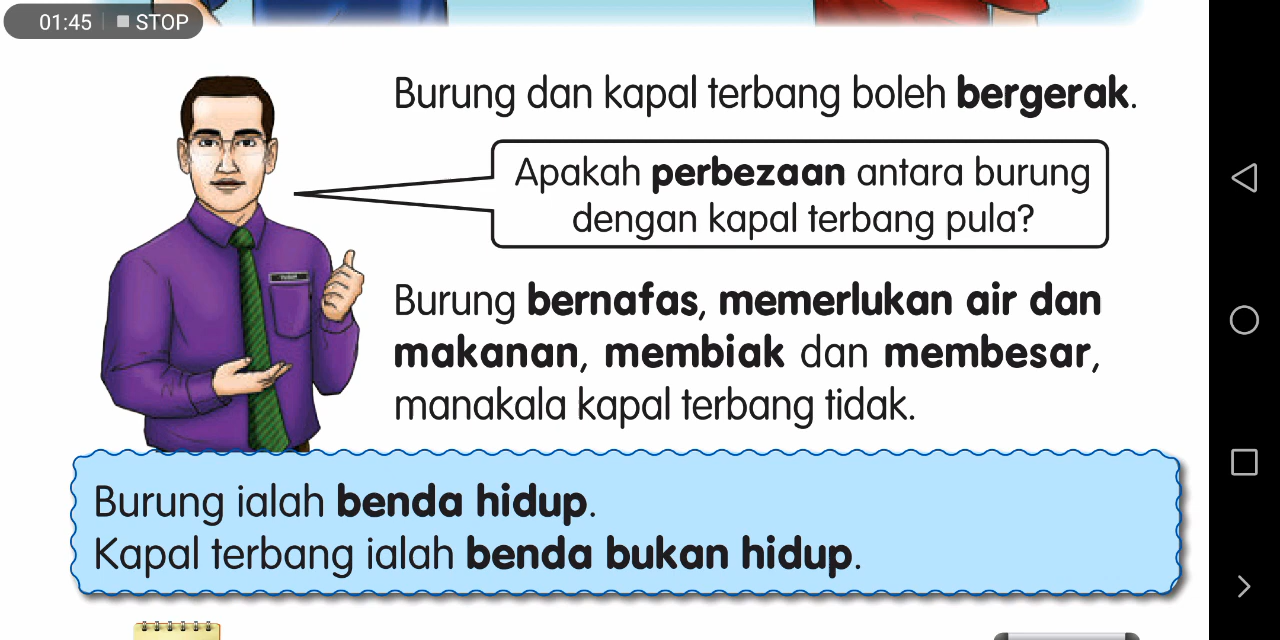 01:45 STOP
Burung dan kapal terbang boleh bergerak.
Apakah perbezaan antara burung
dengan kapal terbang pula?
Burung bernafas, memerlukan air dan
makanan, membiak dan membesar,
manakala kapal terbang tidak.
Burung ialah benda hidup.
Kapal terbang ialah benda bukan hidup.